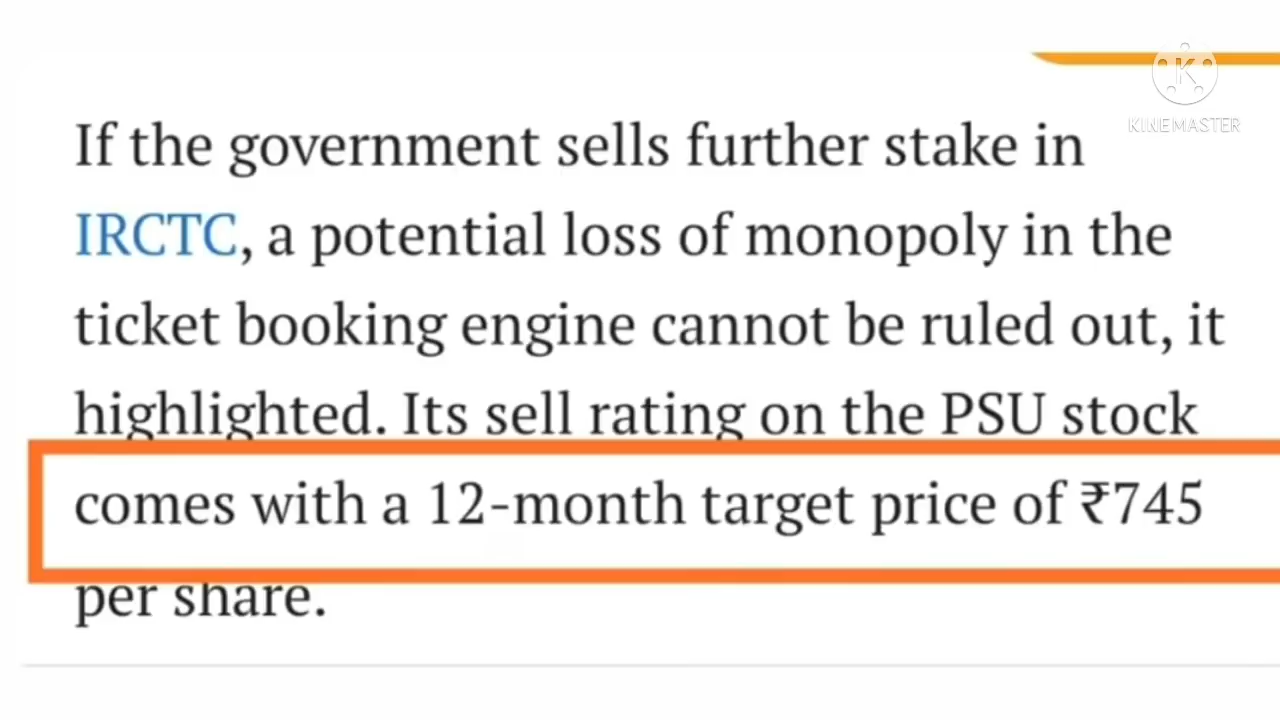 KINEMASTER
If the government sells further stake in
IRCTC, a potential loss of monopoly in the
ticket booking engine cannot be ruled out, it
highlighted. Its sell rating on the PSU stock
comes with a 12-month target price of ₹745
per share.